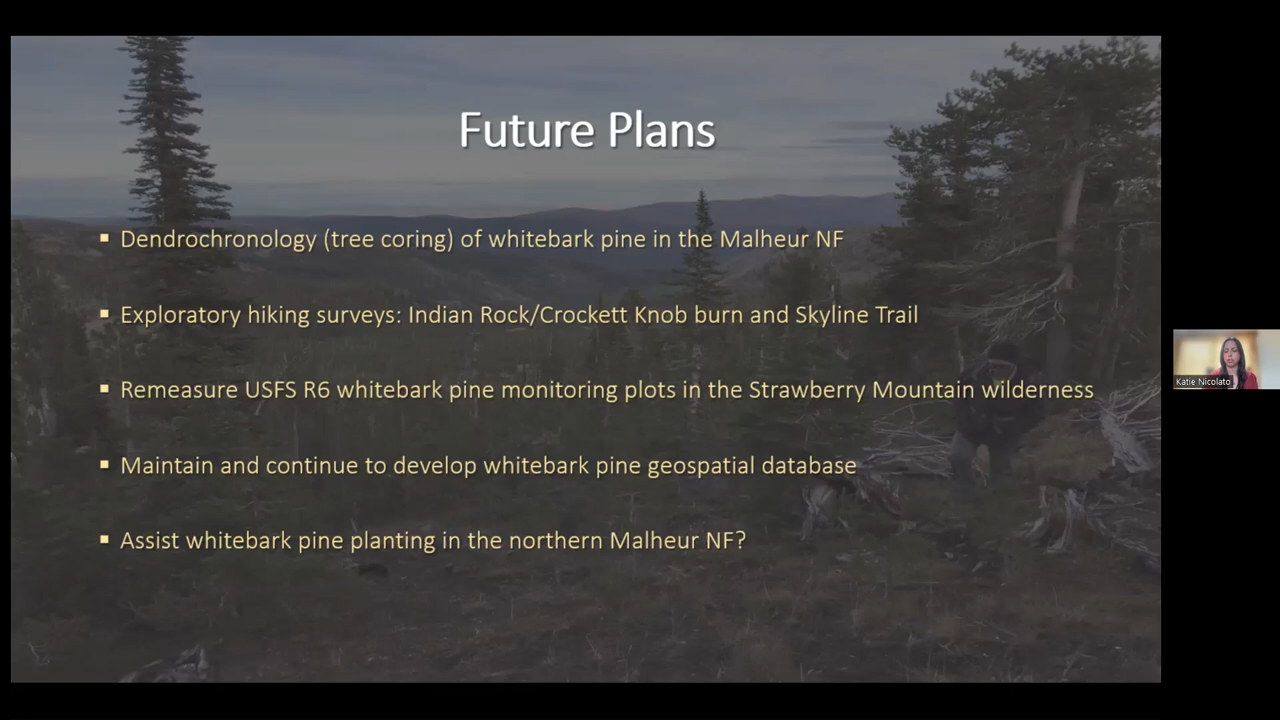 Future Plans
▪ Dendrochronology (tree coring) of whitebark pine in the Malheur NF
▪ Exploratory hiking surveys: Indian Rock/Crockett Knob burn and Skyline Trail
▪ Remeasure USFS R6 whitebark pine monitoring plots in the Strawberry Mountain wilderness
▪ Maintain and continue to develop whitebark pine geospatial database
▪ Assist whitebark pine planting in the northern Malheur NF?
Katie Nicolato